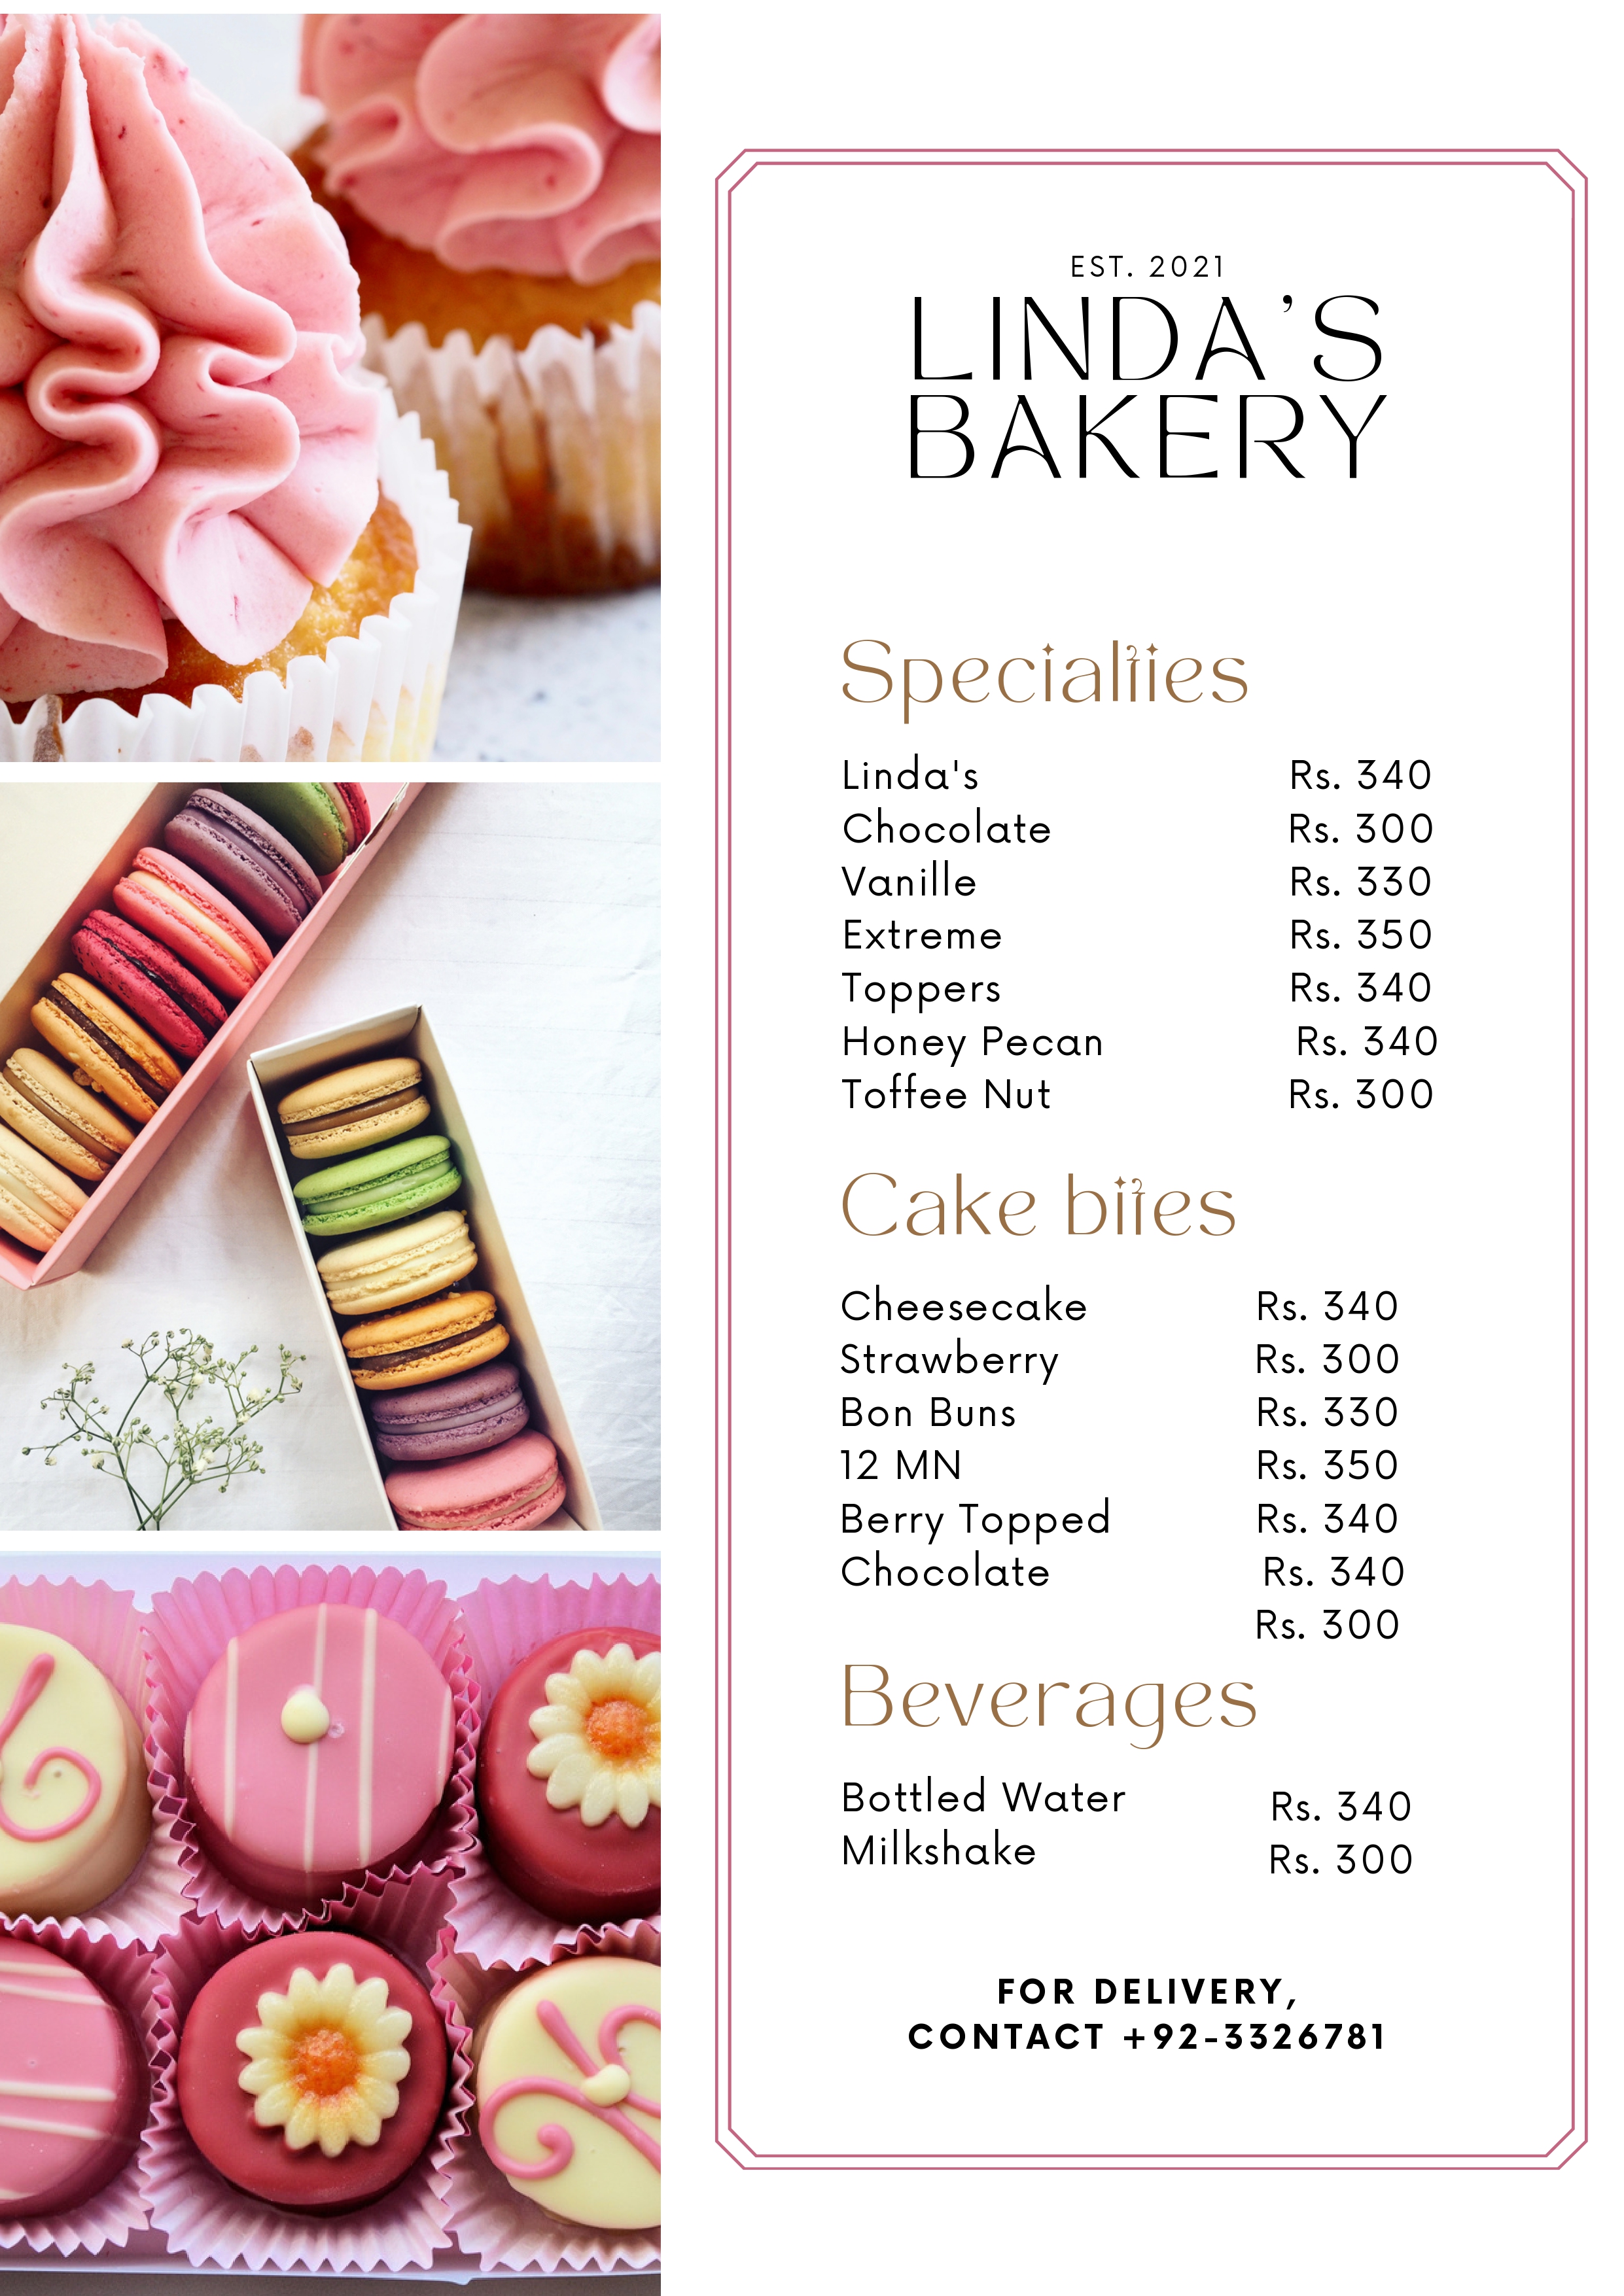 EST. 2021
LINDA'S
BAKERY
Specialties
Linda's Rs. 340
Chocolate Rs. 300
Vanille Rs. 330
Extreme Rs. 350
Toppers Rs. 340
Honey Pecan Rs. 340
Toffee Nut Rs. 300
Cake bites
Cheesecake Rs. 340
Strawberry Rs. 300
Bon Buns Rs. 330
12 MN Rs. 350
Berry Topped Rs. 340
Chocolate Rs. 340
Rs. 300
Beverages
Bottled Water Rs. 340
Milkshake Rs. 300
FOR DELIVERY,
CONTACT +92-3326781